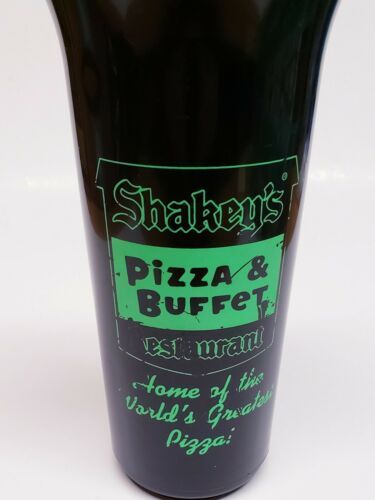 Shakey's®
Pizza &
Buffet
Restaurant
Home of the
World's Greatest
Pizza!